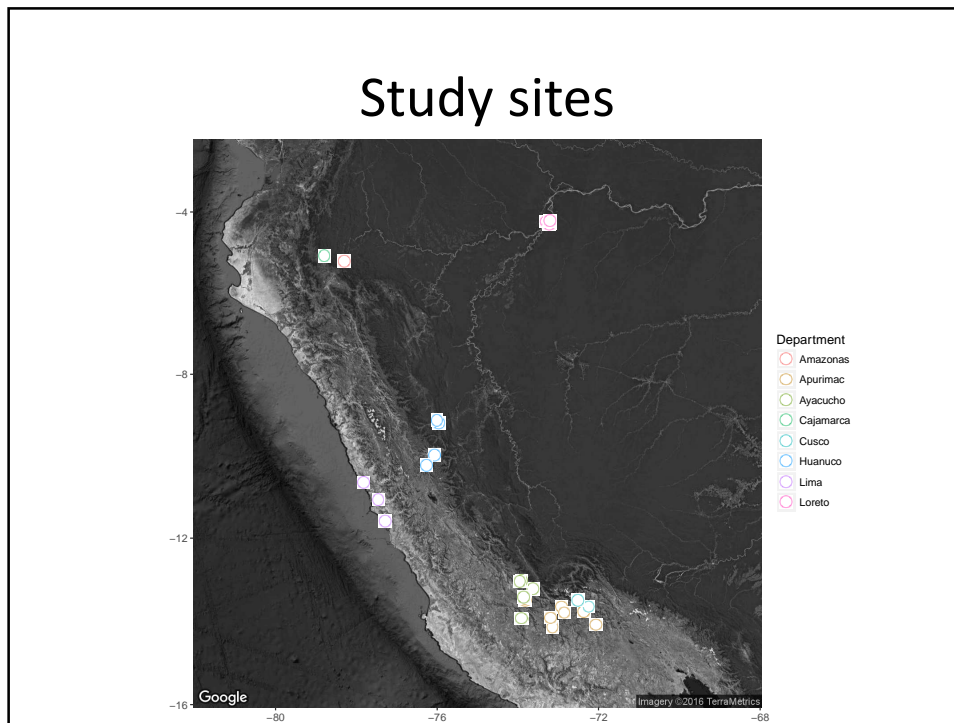 Study sites
−4
−8
−12
−16
−80
−76
−72
−68
Google
Imagery ©2016 TerraMetrics
Department
Amazonas
Apurimac
Ayacucho
Cajamarca
Cusco
Huanuco
Lima
Loreto